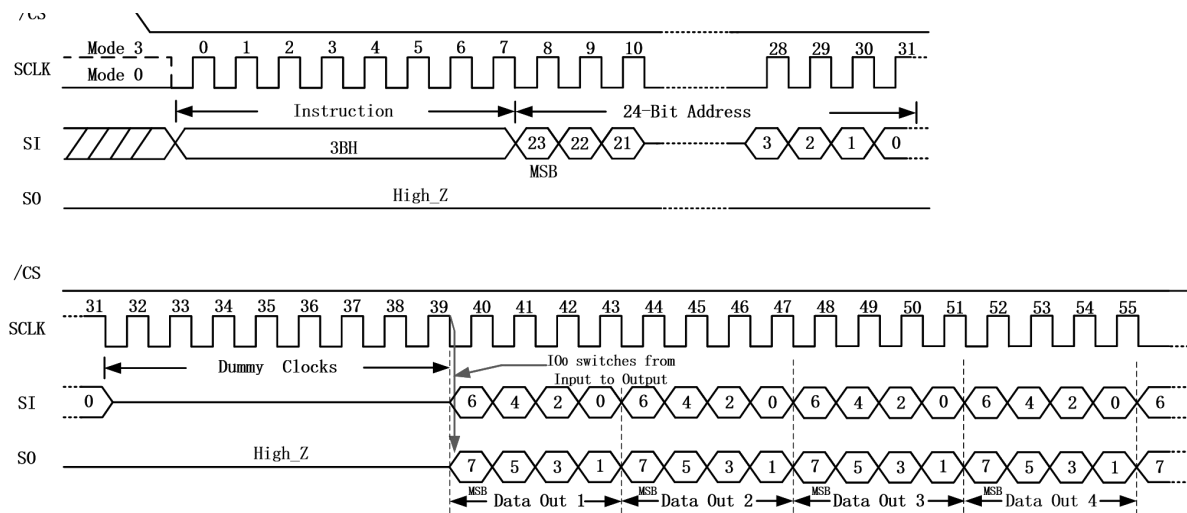 /CS
Mode 3 0 1 2 3 4 5 6 7 8 9 10 28 29 30 31
SCLK
Mode 0
Instruction 24-Bit Address
SI 3BH 23 22 21 3 2 1 0
MSB
High_Z
SO
/CS
31 32 33 34 35 36 37 38 39 40 41 42 43 44 45 46 47 48 49 50 51 52 53 54 55
SCLK
Dummy Clocks
IO0 switches from
Input to Output
SI 0 6 4 2 0 6 4 2 0 6 4 2 0 6 4 2 0 6
SO High_Z 7 5 3 1 7 5 3 1 7 5 3 1 7 5 3 1 7
MSB MSB MSB MSB
Data Out 1 Data Out 2 Data Out 3 Data Out 4